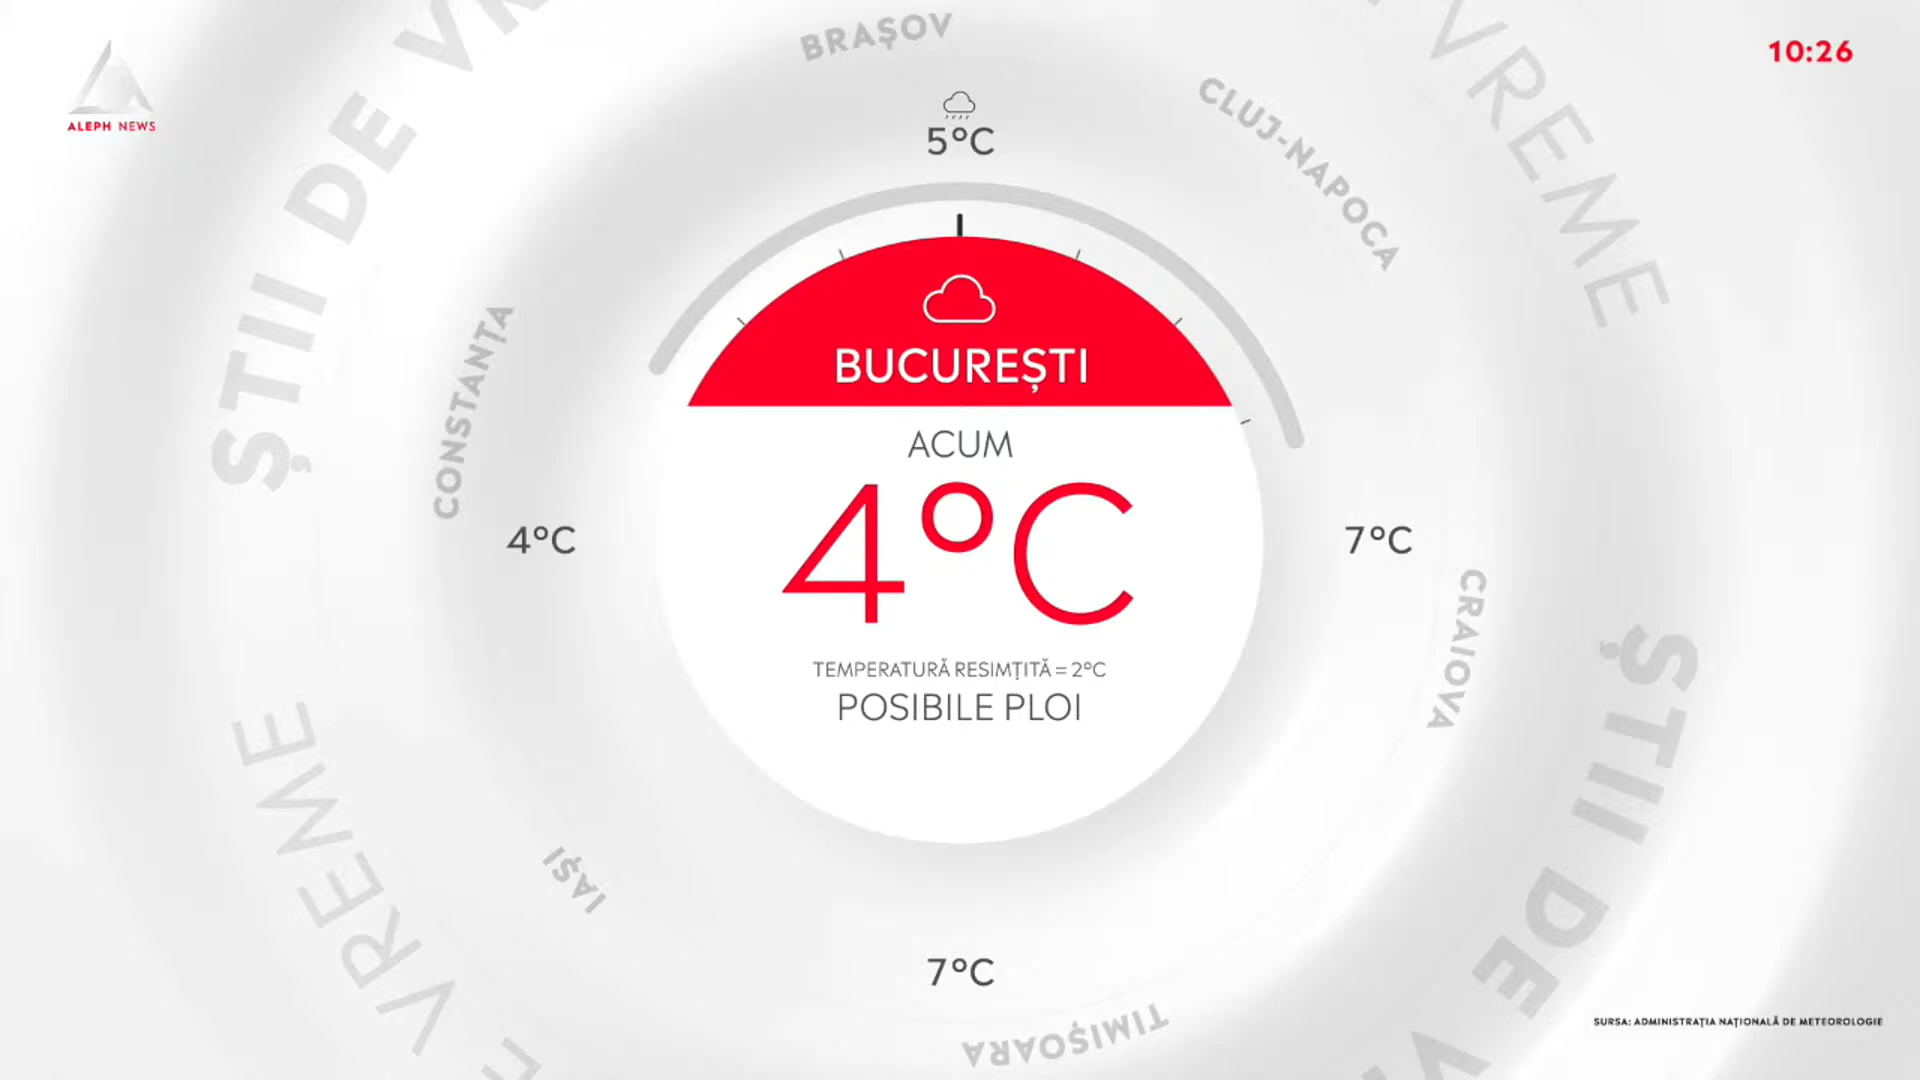 ȘTII DE VR
BRAȘOV
VREME
10:26
ALEPH NEWS
CLUJ-NAPOCA
5°C
CONSTANȚA
BUCUREȘTI
ACUM
4°C
4°C
7°C
TEMPERATURĂ RESIMȚITĂ = 2°C
POSIBILE PLOI
CRAIOVA
ȘTII DE V
E VREME
IAȘI
7°C
TIMIȘOARA
SURSA: ADMINISTRAȚIA NAȚIONALĂ DE METEOROLOGIE